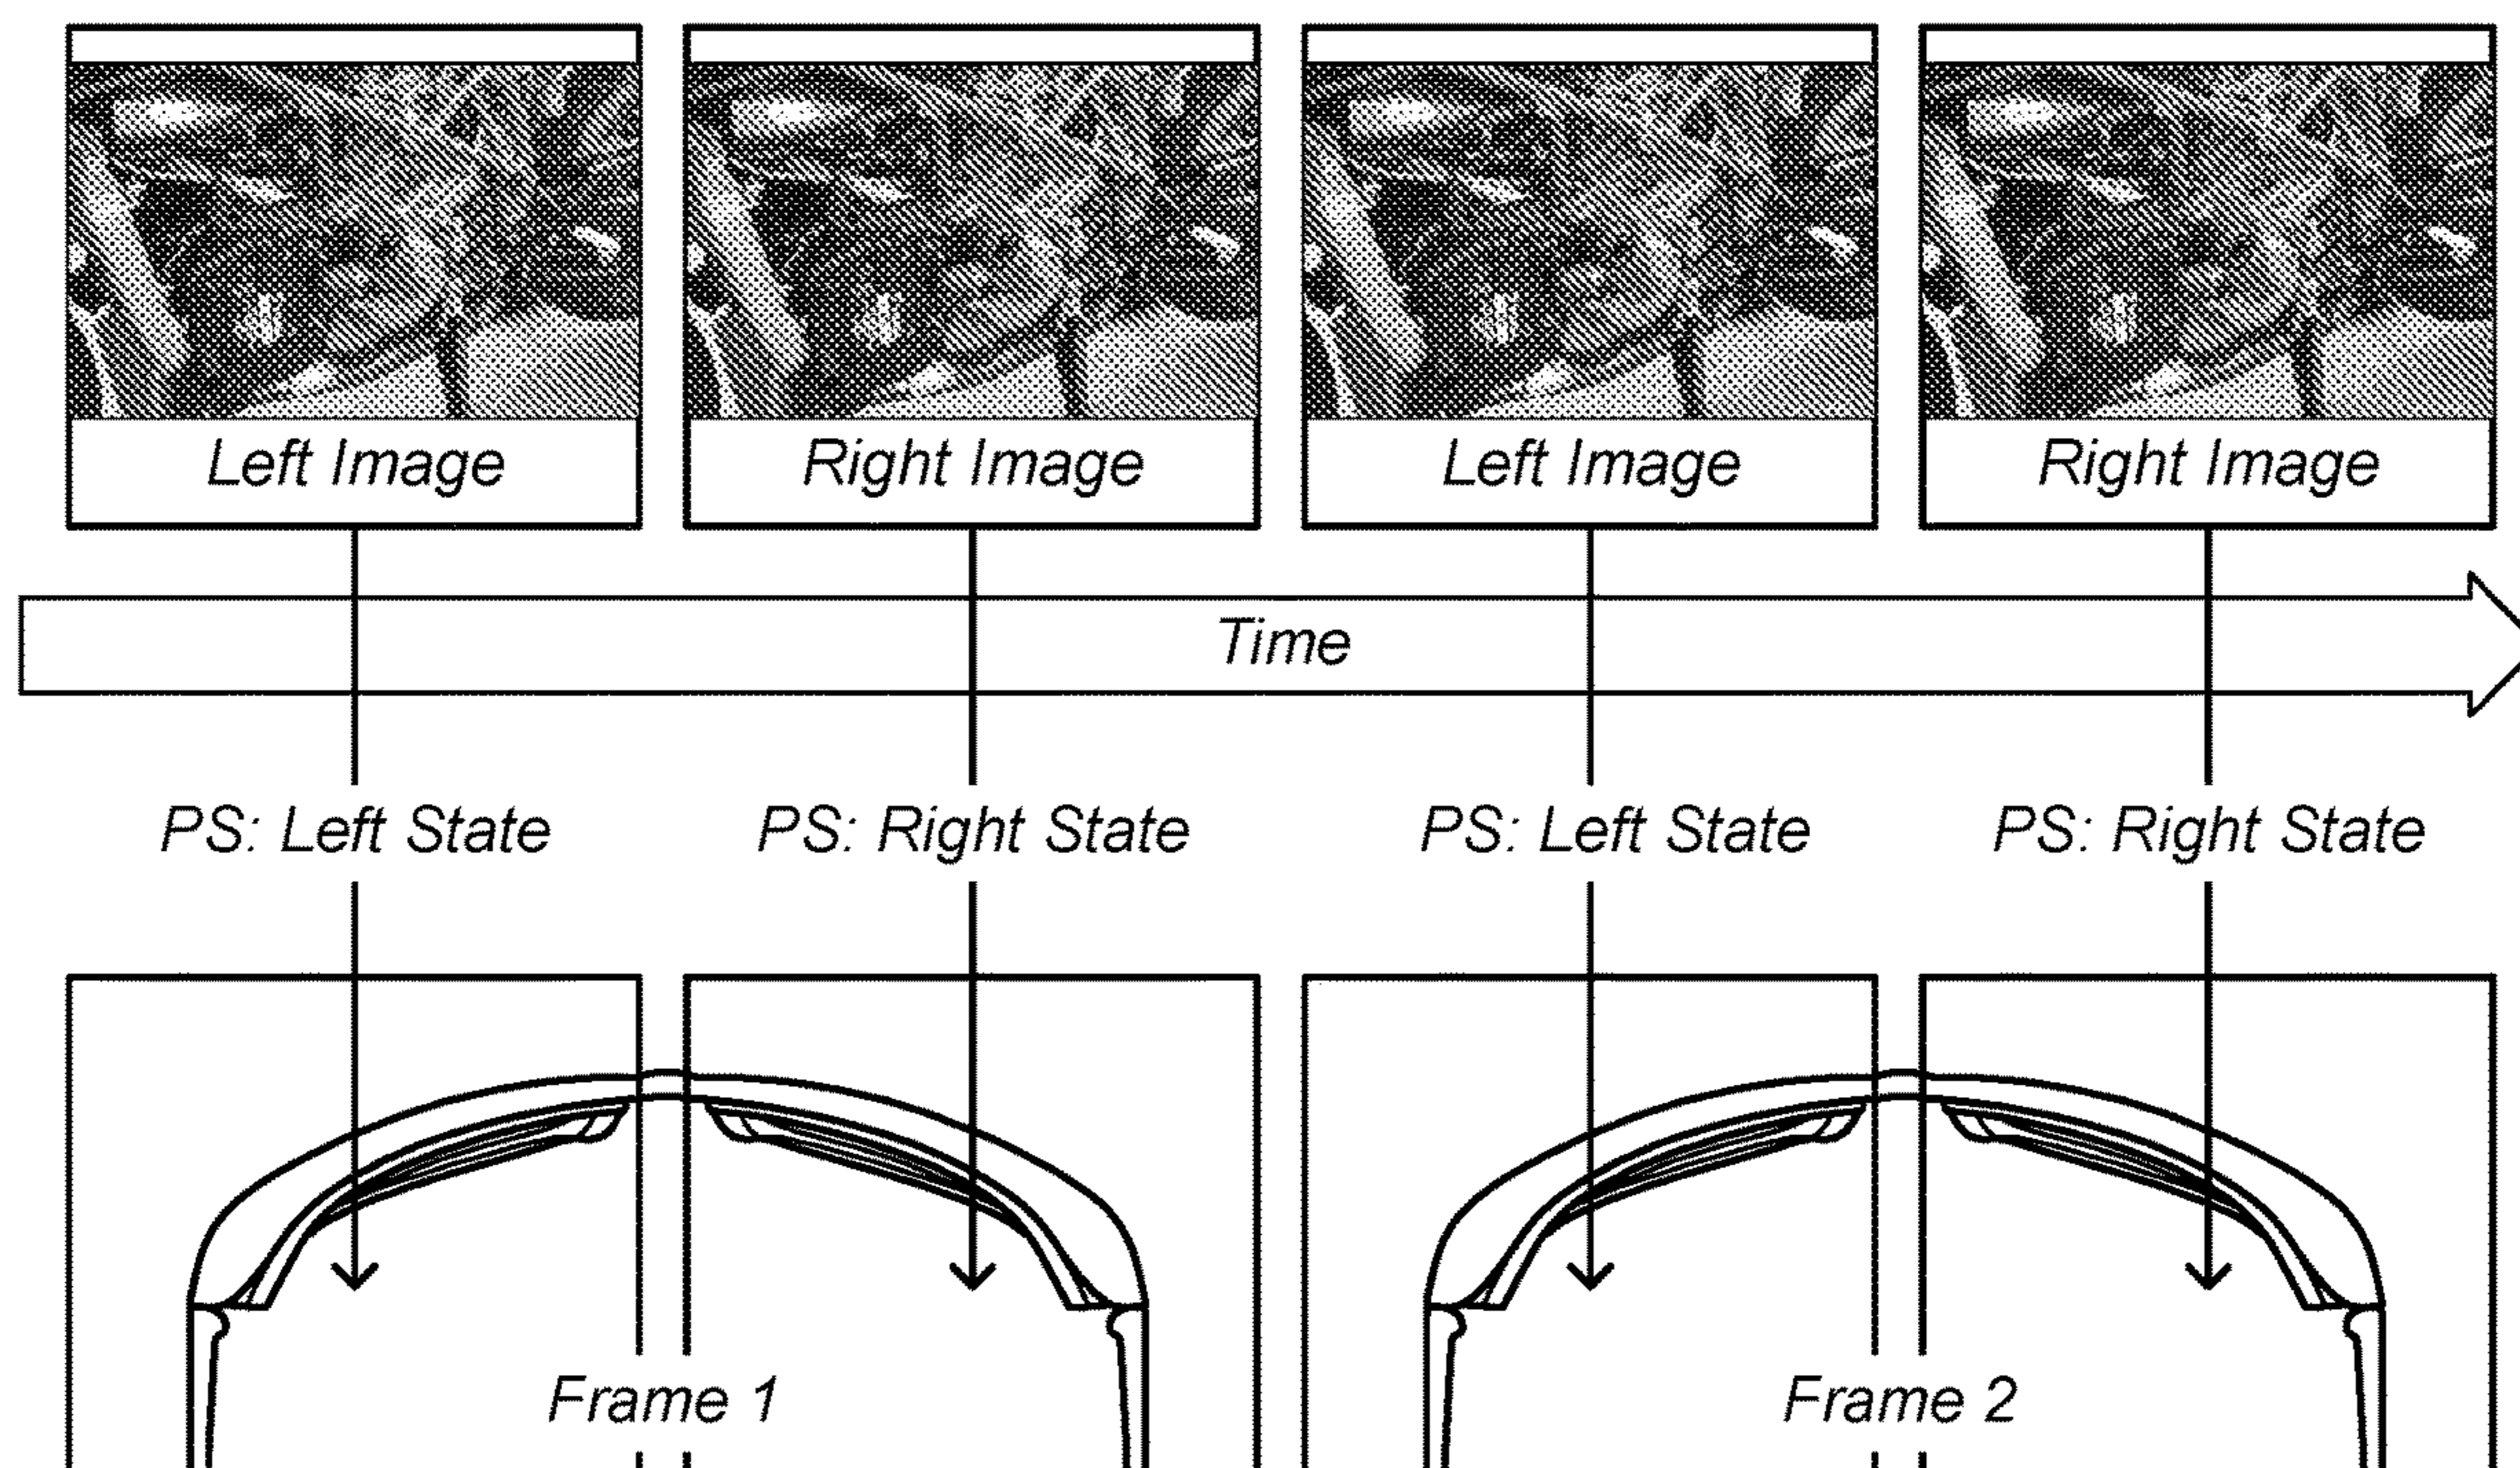 Left Image
Right Image
Left Image
Right Image
Time
PS: Left State
PS: Right State
PS: Left State
PS: Right State
Frame 1
Frame 2